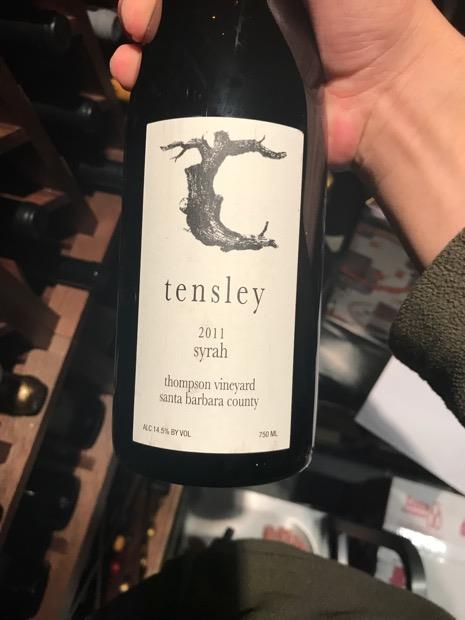 tensley
2011
syrah
thompson vineyard
santa barbara county
ALC 14.5% BY VOL 750 ML